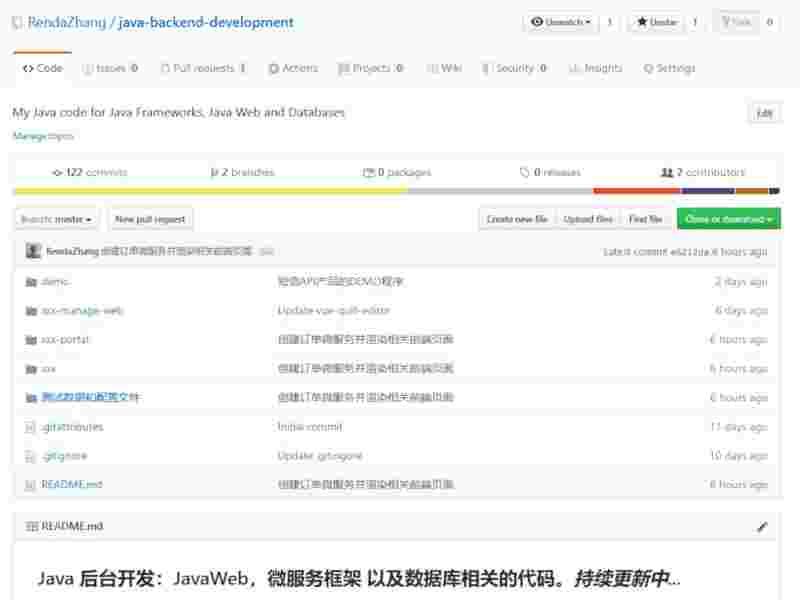 RendaZhang / java-backend-development
Unwatch 1 Unstar 1 Fork 0
Code Issues 0 Pull requests 1 Actions Projects 0 Wiki Security 0 Insights Settings
My Java code for Java Frameworks, Java Web and Databases Edit
Manage topics
122 commits 2 branches 0 packages 0 releases 2 contributors
Branch: master New pull request Create new file Upload files Find file Clone or download
RendaZhang 创建订单微服务并渲染相关前端页面 Latest commit 6 hours ago
demo 短信API产品的DEMO程序 2 days ago
-manage-web Update vue-quill-editor 6 days ago
-portal 创建订单微服务并渲染相关前端页面 6 hours ago
创建订单微服务并渲染相关前端页面 6 hours ago
测试数据和配置文件 创建订单微服务并渲染相关前端页面 6 hours ago
.gitattributes Initial commit 11 days ago
.gitignore Update .gitingore 10 days ago
README.md 创建订单微服务并渲染相关前端页面 6 hours ago
README.md
Java 后台开发：JavaWeb，微服务框架 以及数据库相关的代码。持续更新中...